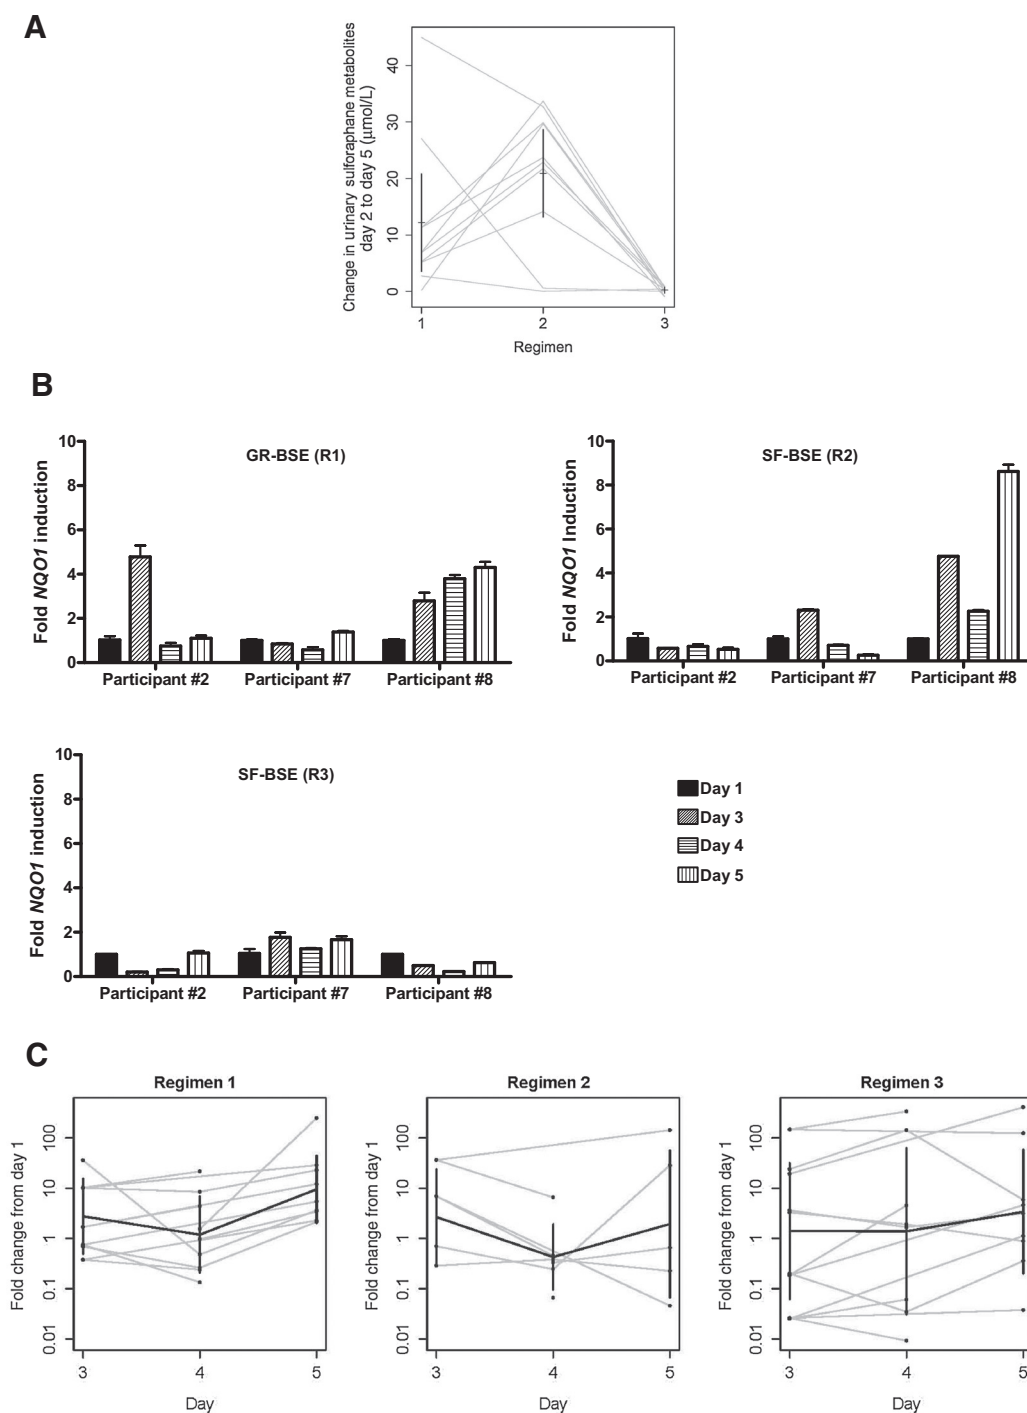 A
Change in urinary sulforaphane metabolites
day 2 to day 5 (µmol/L)
40
30
20
10
0
1 2 3
Regimen
B
GR-BSE (R1)
Fold NQO1 induction
10
8
6
4
2
0
Participant #2 Participant #7 Participant #8
SF-BSE (R2)
Fold NQO1 Induction
10
8
6
4
2
0
Participant #2 Participant #7 Participant #8
SF-BSE (R3)
Fold NQO1 induction
10
8
6
4
2
0
Participant #2 Participant #7 Participant #8
Day 1
Day 3
Day 4
Day 5
C
Regimen 1
Fold change from day 1
100
10
1
0.1
0.01
3 4 5
Day
Regimen 2
Fold change from day 1
100
10
1
0.1
0.01
3 4 5
Day
Regimen 3
Fold change from day 1
100
10
1
0.1
0.01
3 4 5
Day